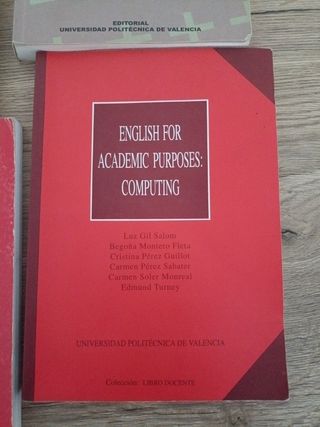 EDITORIAL
UNIVERSIDAD POLITÉCNICA DE VALENCIA
ENGLISH FOR
ACADEMIC PURPOSES:
COMPUTING
Luz Gil Salom
Begoña Montero Fleta
Cristina Pérez Guillot
Carmen Pérez Sabater
Carmen Soler Monreal
Edmund Turney
UNIVERSIDAD POLITÉCNICA DE VALENCIA
Colección: LIBRO DOCENTE